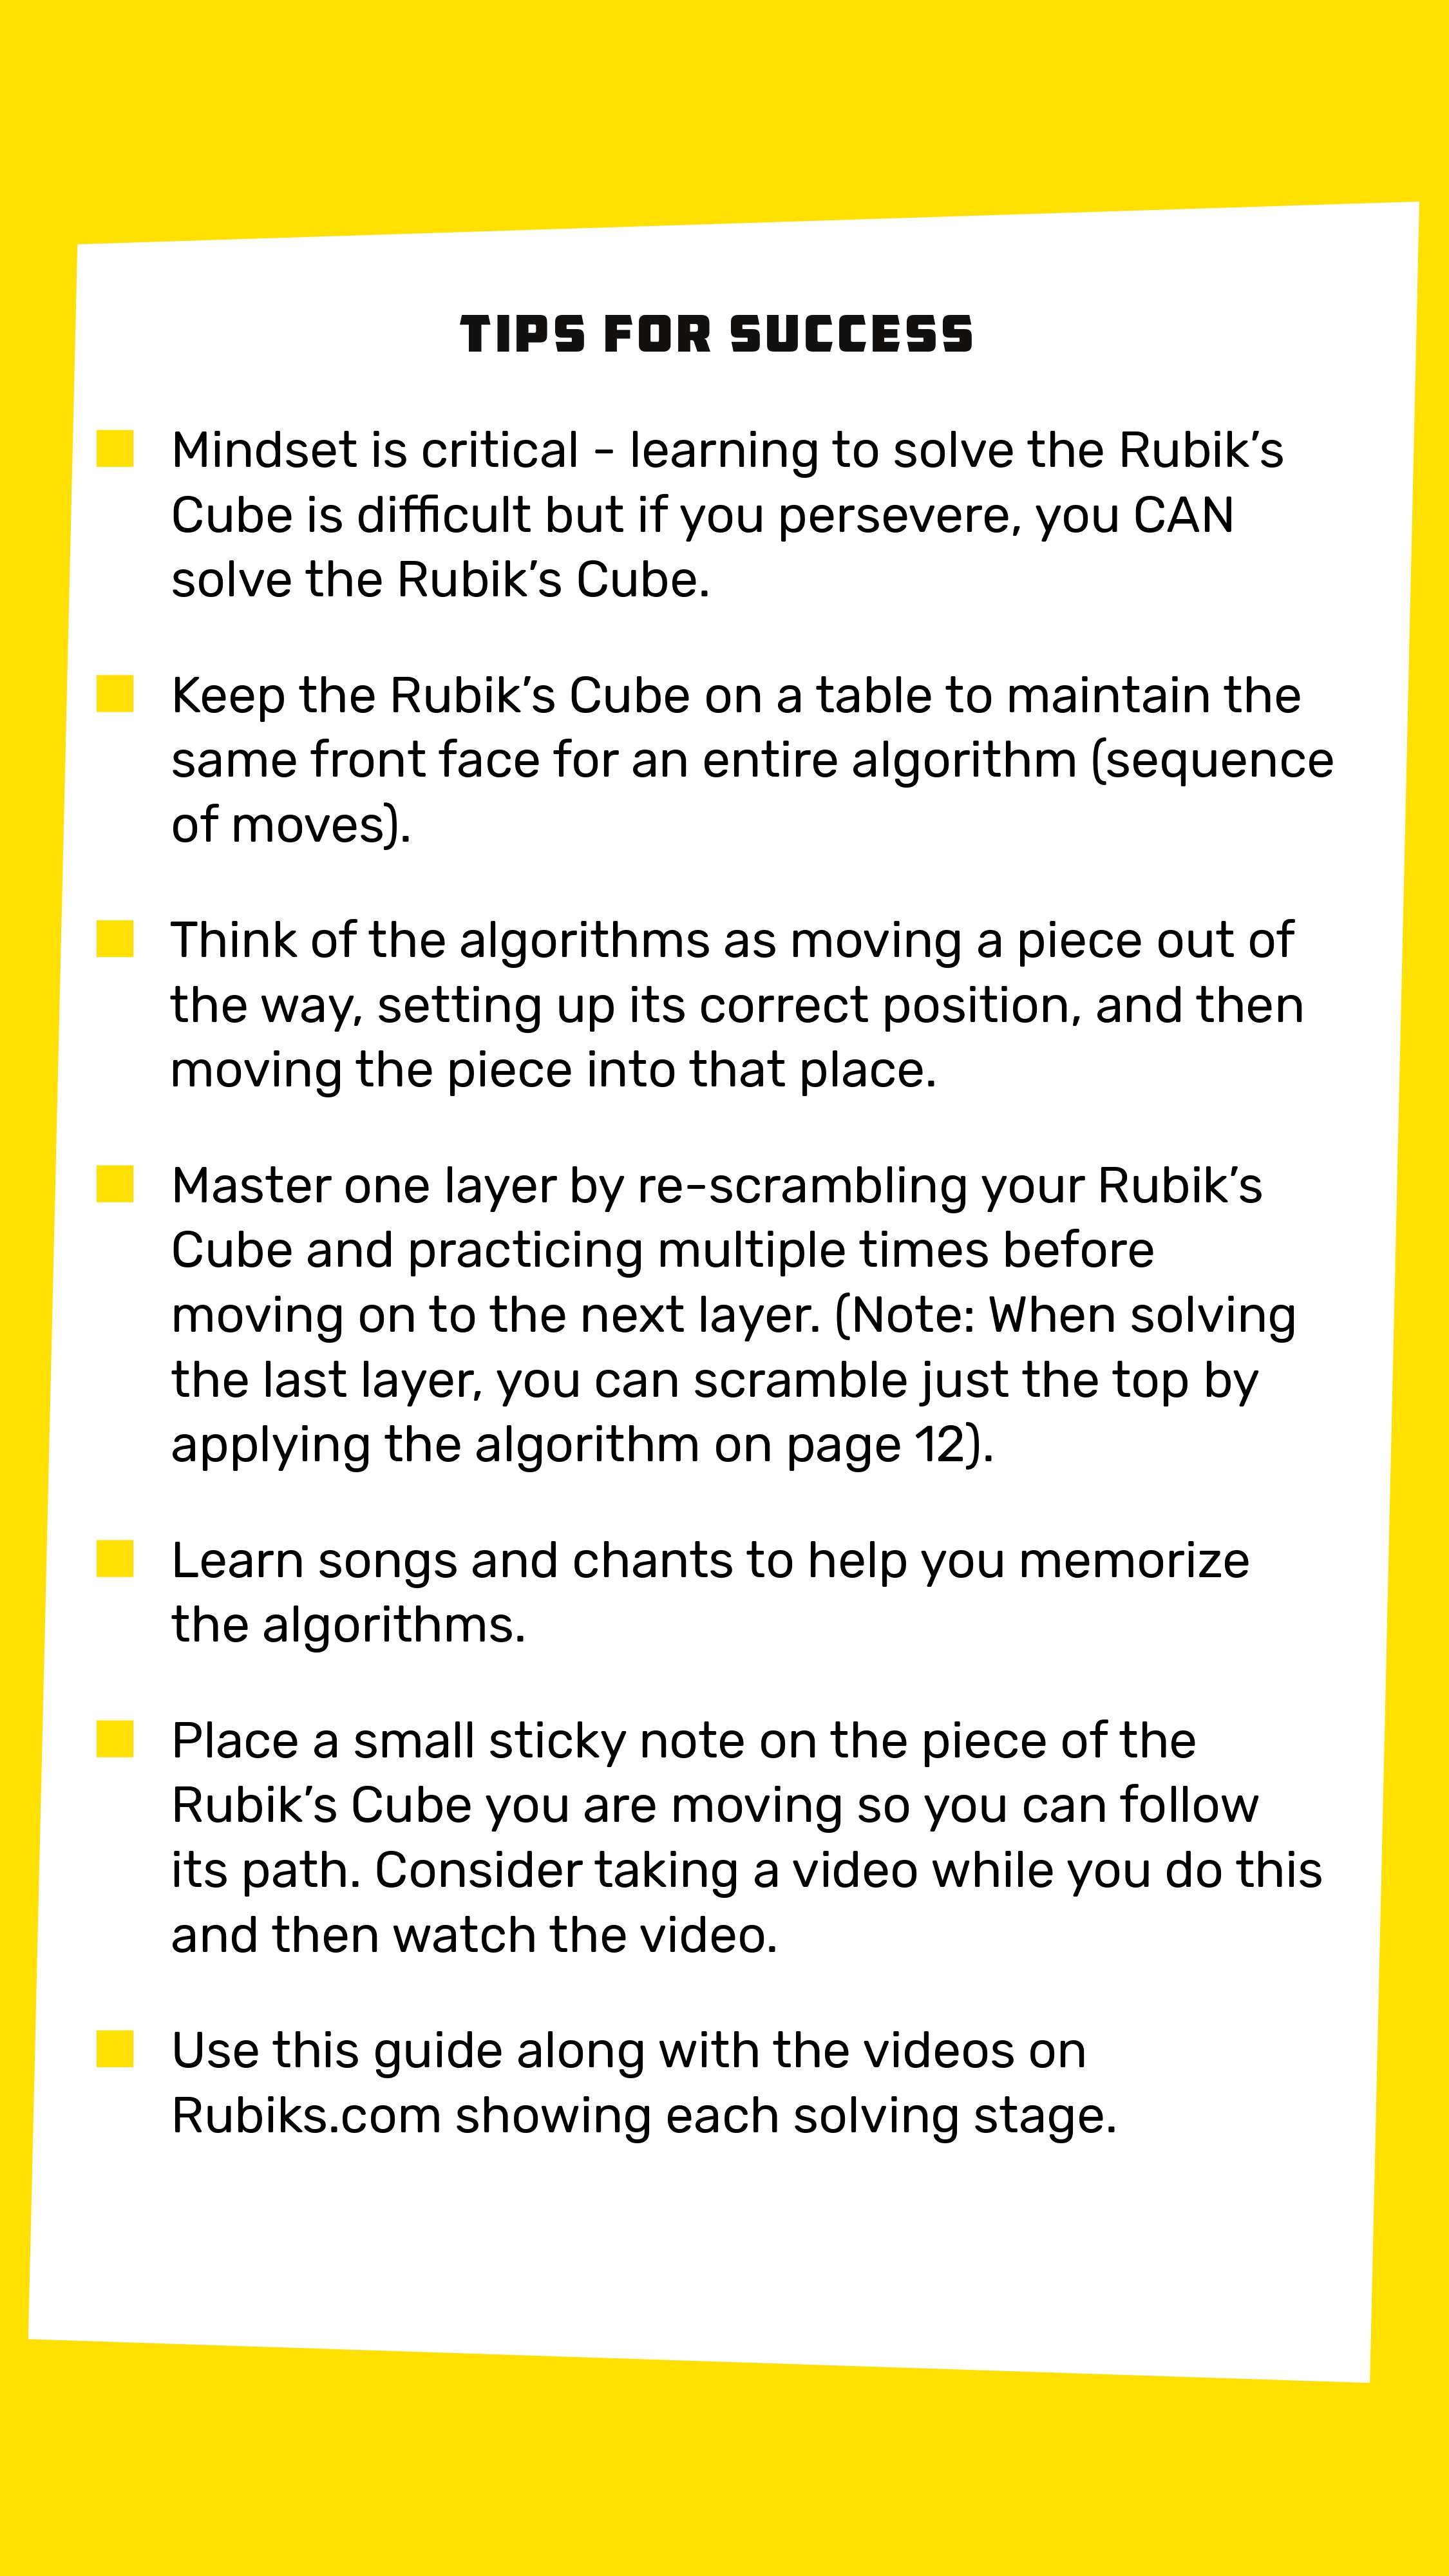 TIPS FOR SUCCESS
Mindset is critical - learning to solve the Rubik’s
Cube is difficult but if you persevere, you CAN
solve the Rubik’s Cube.
Keep the Rubik’s Cube on a table to maintain the
same front face for an entire algorithm (sequence
of moves).
Think of the algorithms as moving a piece out of
the way, setting up its correct position, and then
moving the piece into that place.
Master one layer by re-scrambling your Rubik’s
Cube and practicing multiple times before
moving on to the next layer. (Note: When solving
the last layer, you can scramble just the top by
applying the algorithm on page 12).
Learn songs and chants to help you memorize
the algorithms.
Place a small sticky note on the piece of the
Rubik’s Cube you are moving so you can follow
its path. Consider taking a video while you do this
and then watch the video.
Use this guide along with the videos on
Rubiks.com showing each solving stage.